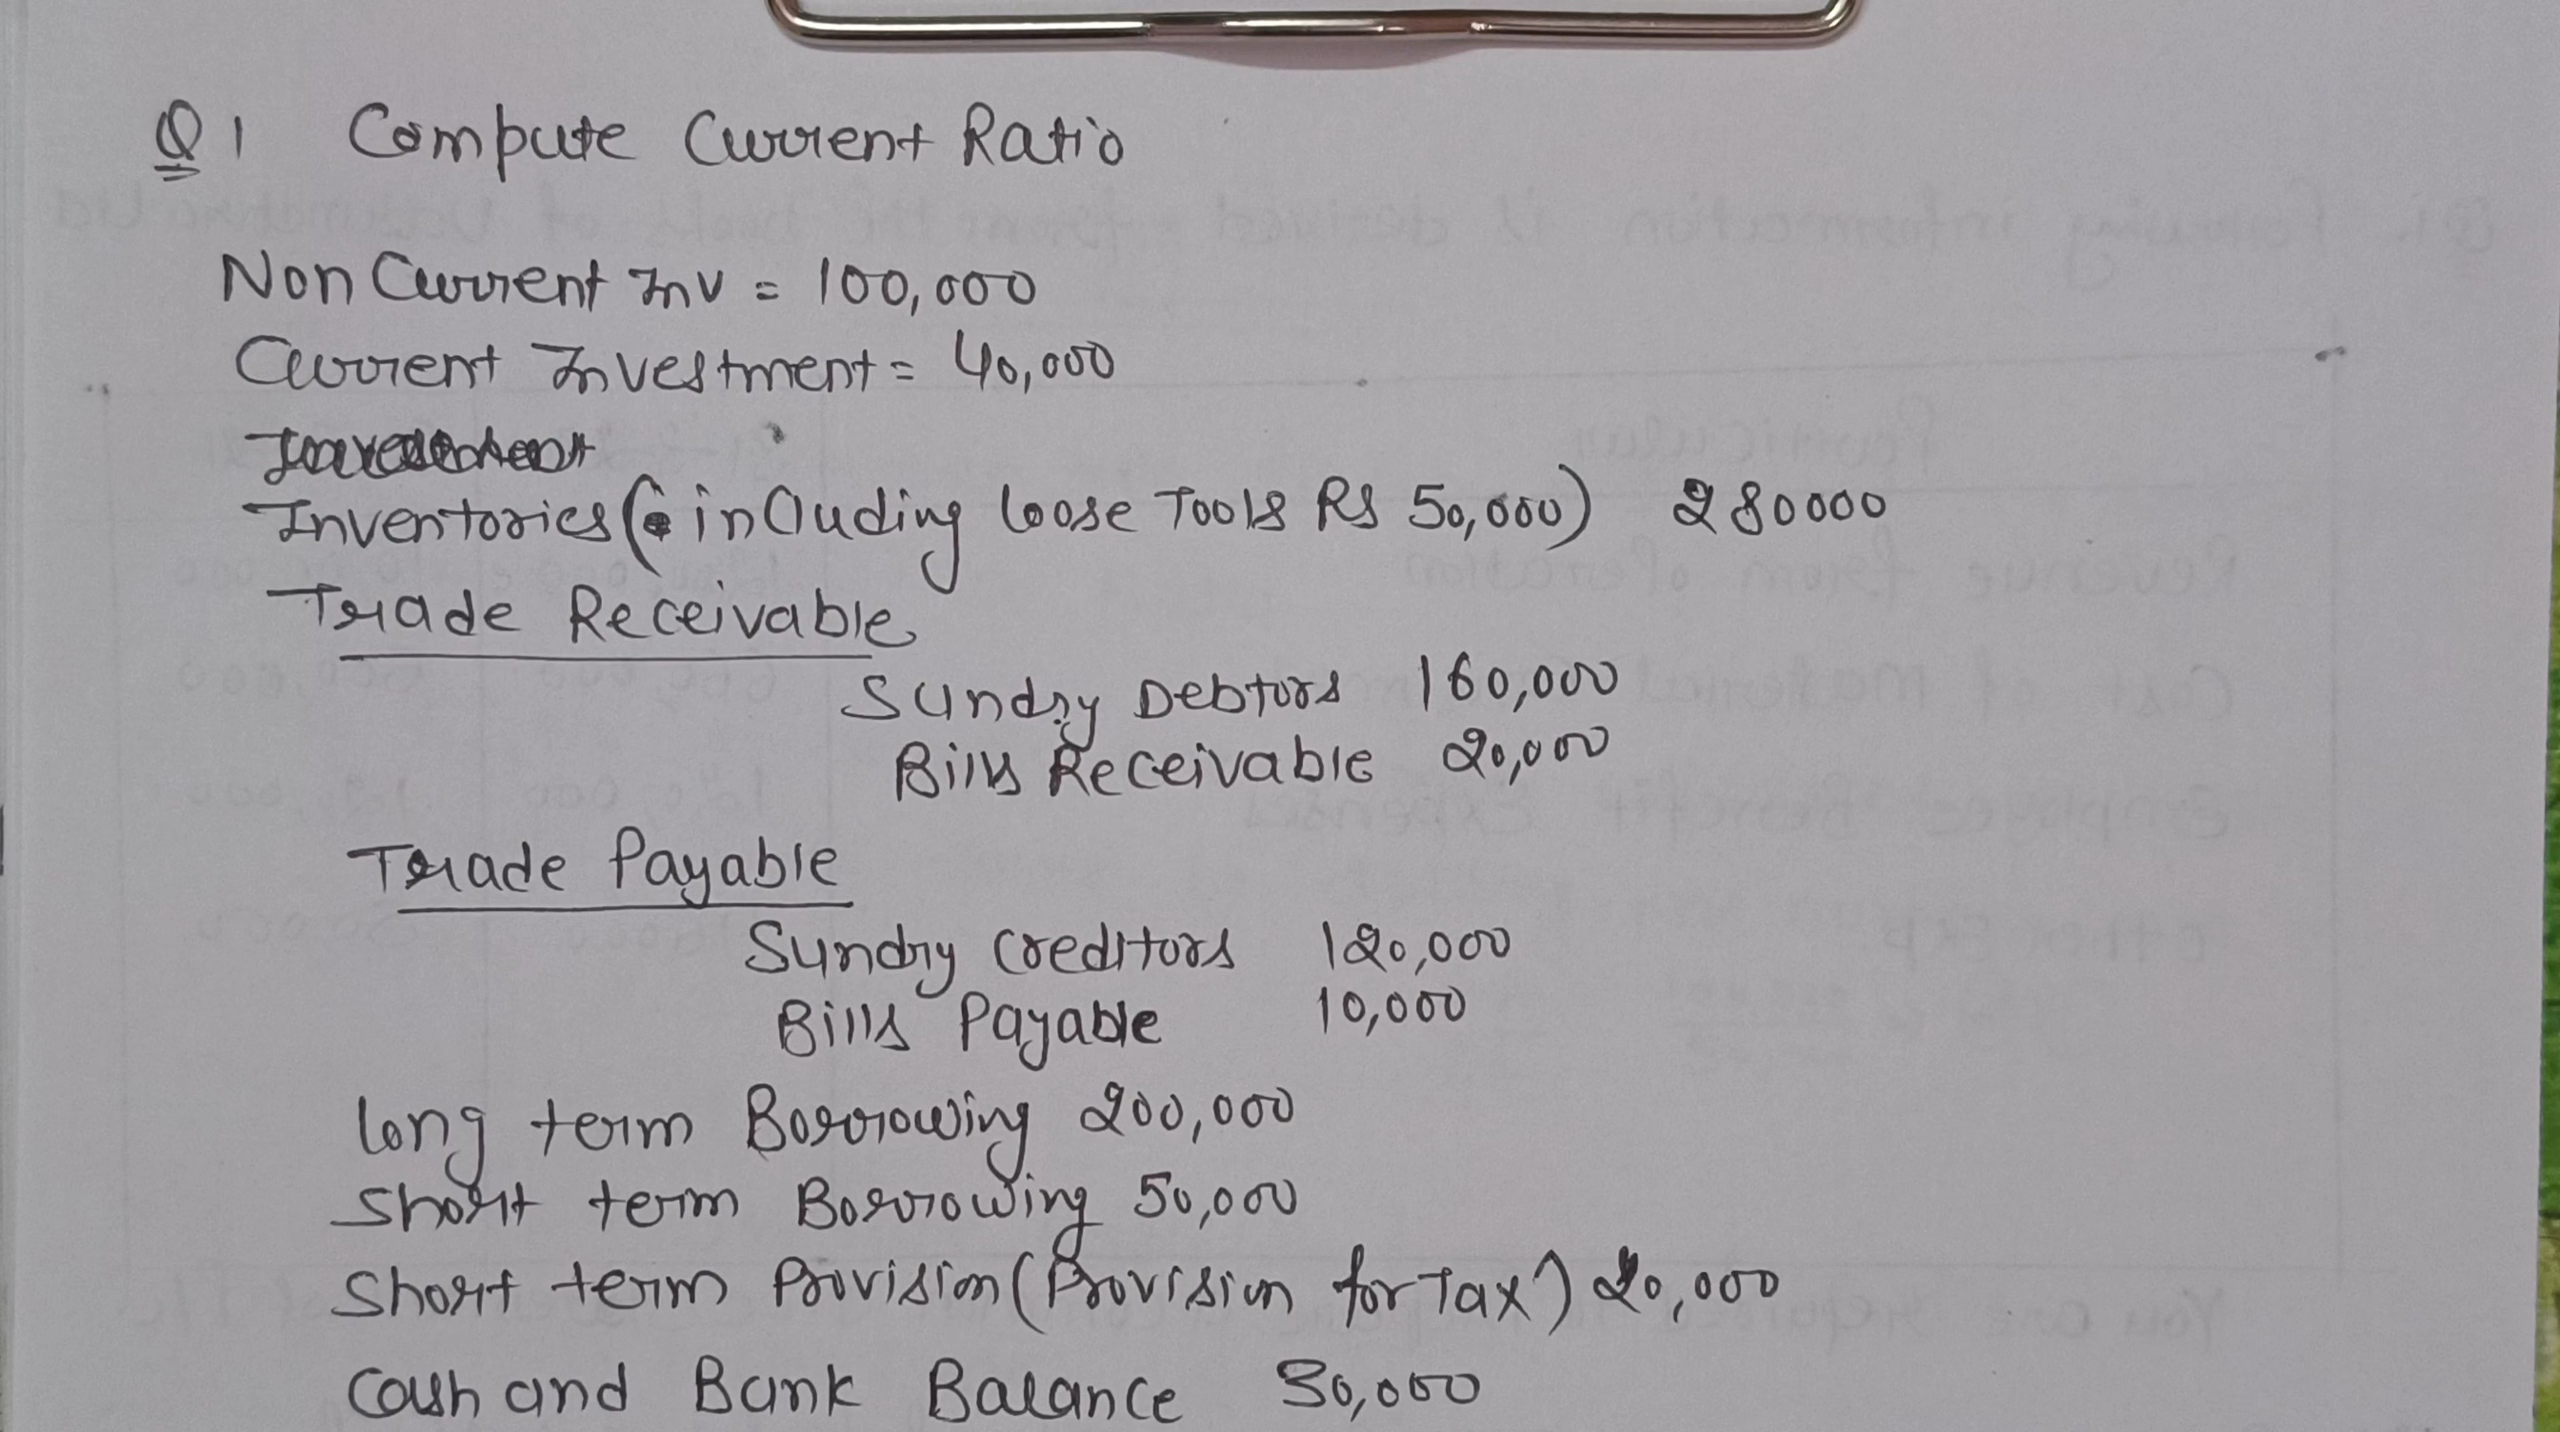 Q1 Compute Current Ratio
Non Current Inv = 100,000
Current Investment = 40,000
Inventories (including loose Tools Rs 50,000) 280000
Trade Receivable
Sundry Debtors 160,000
Bills Receivable 20,000
Trade Payable
Sundry Creditors 120,000
Bills Payable 10,000
long term Borrowing 200,000
Short term Borrowing 50,000
Short term Provision (Provision for Tax) 20,000
Cash and Bank Balance 30,000